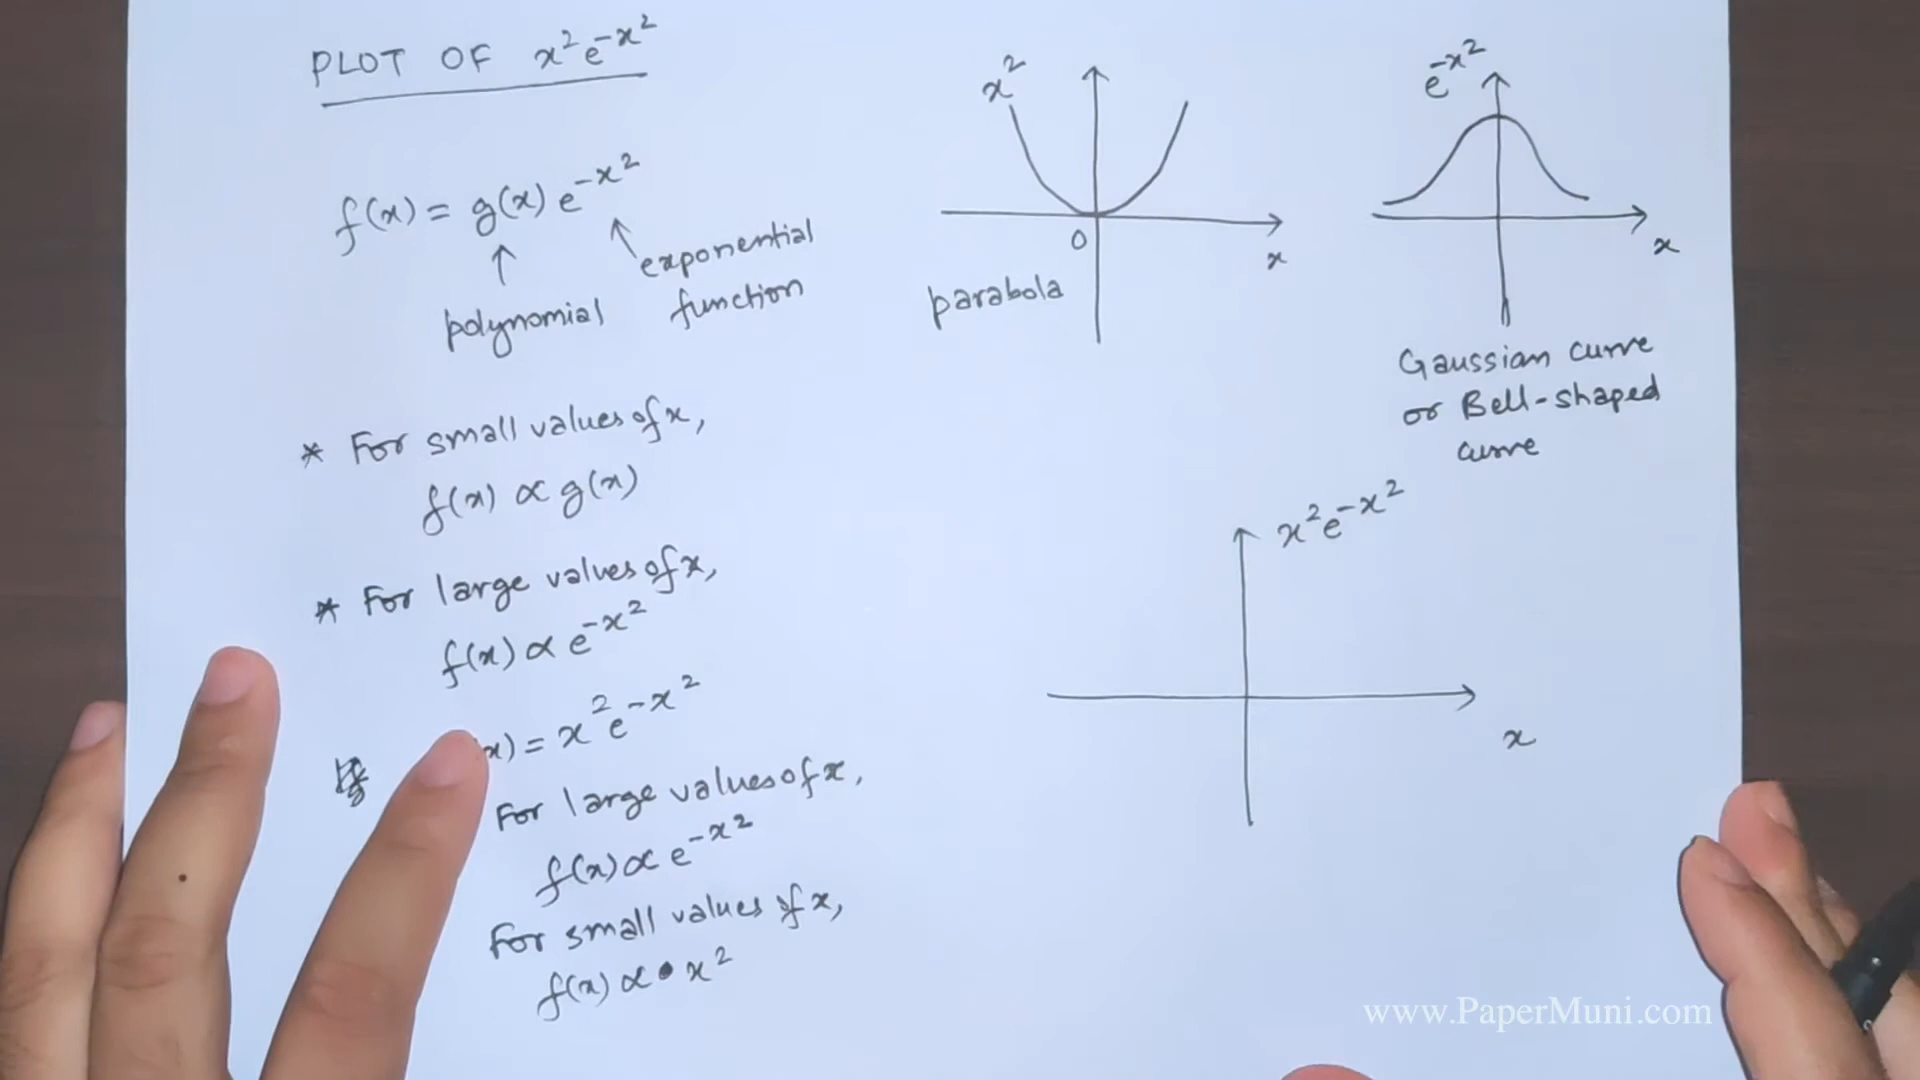 PLOT OF x²e^-x²
f(x) = g(x) e^-x²
polynomial
exponential
function
* For small values of x,
f(x) ∝ g(x)
* For large values of x,
f(x) ∝ e^-x²
x) = x²e^-x²
For large values of x,
f(x) ∝ e^-x²
For small values of x,
f(x) ∝ x²
x²
0
x
parabola
e^-x²
x
Gaussian curve
or Bell-shaped
curve
x²e^-x²
x
www.PaperMuni.com